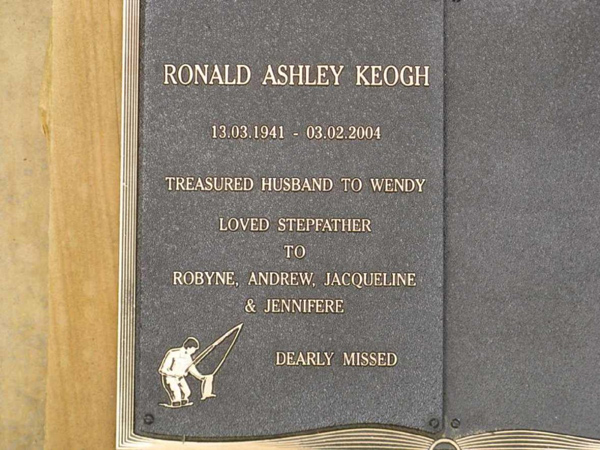 RONALD ASHLEY KEOGH
13.03.1941 - 03.02.2004
TREASURED HUSBAND TO WENDY
LOVED STEPFATHER
TO
ROBYNE, ANDREW, JACQUELINE
& JENNIFERE
DEARLY MISSED